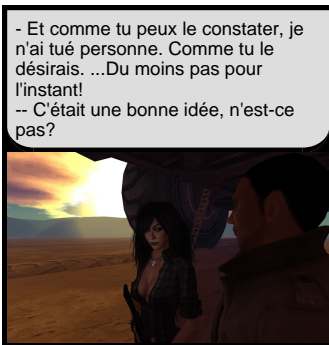 - Et comme tu peux le constater, je
n'ai tué personne. Comme tu le
désirais. ...Du moins pas pour
l'instant!
-- C'était une bonne idée, n'est-ce
pas?